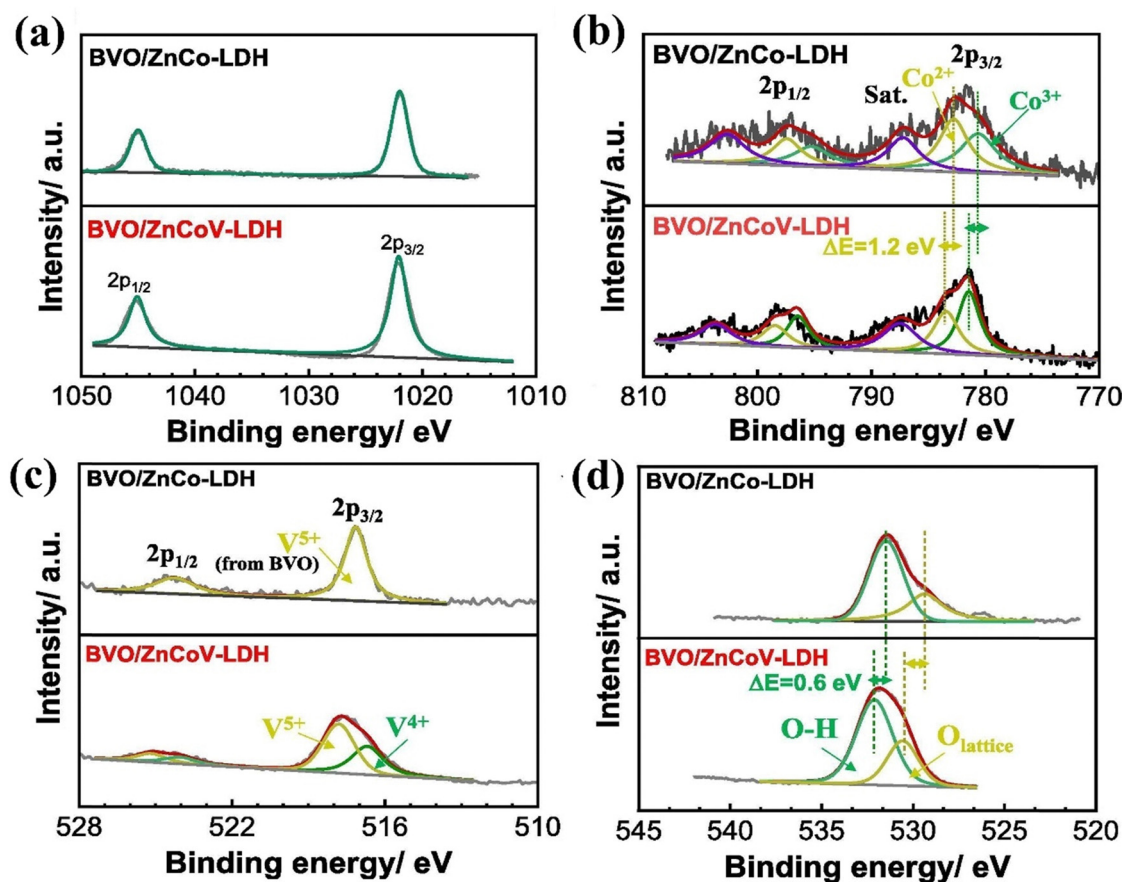 (a)
BVO/ZnCo-LDH
BVO/ZnCoV-LDH
2p1/2
2p3/2
Intensity/ a.u.
1050 1040 1030 1020 1010
Binding energy/ eV
(b)
BVO/ZnCo-LDH
2p1/2
Sat.
Co2+
2p3/2
Co3+
BVO/ZnCoV-LDH
ΔE=1.2 eV
Intensity/ a.u.
810 800 790 780 770
Binding energy/ eV
(c)
BVO/ZnCo-LDH
2p1/2
(from BVO)
V5+
2p3/2
BVO/ZnCoV-LDH
V5+
V4+
Intensity/ a.u.
528 522 516 510
Binding energy/ eV
(d)
BVO/ZnCo-LDH
BVO/ZnCoV-LDH
ΔE=0.6 eV
O-H
Olattice
Intensity/ a.u.
545 540 535 530 525 520
Binding energy/ eV